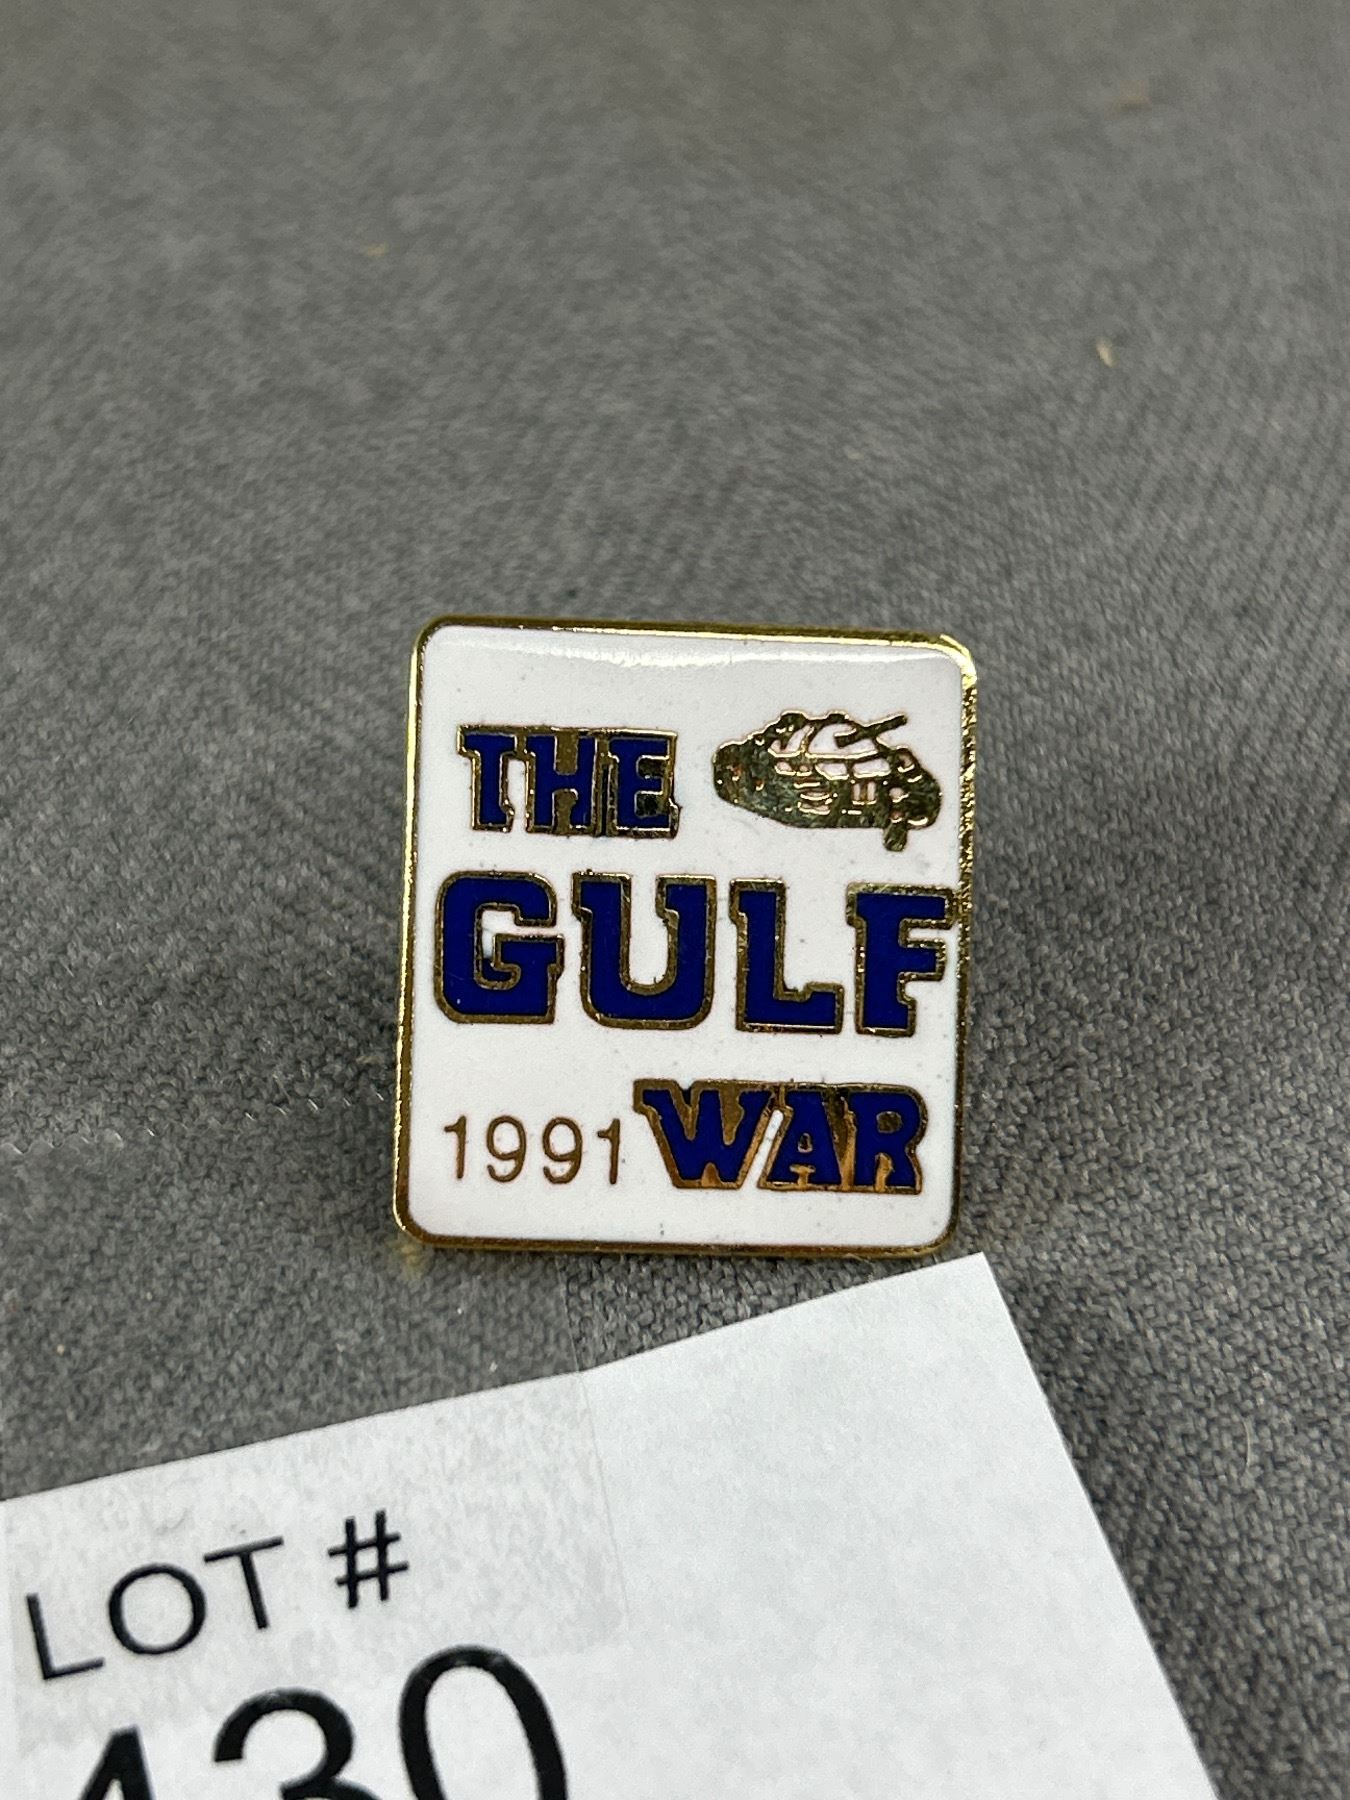 THE
GULF
1991 WAR
LOT #
430